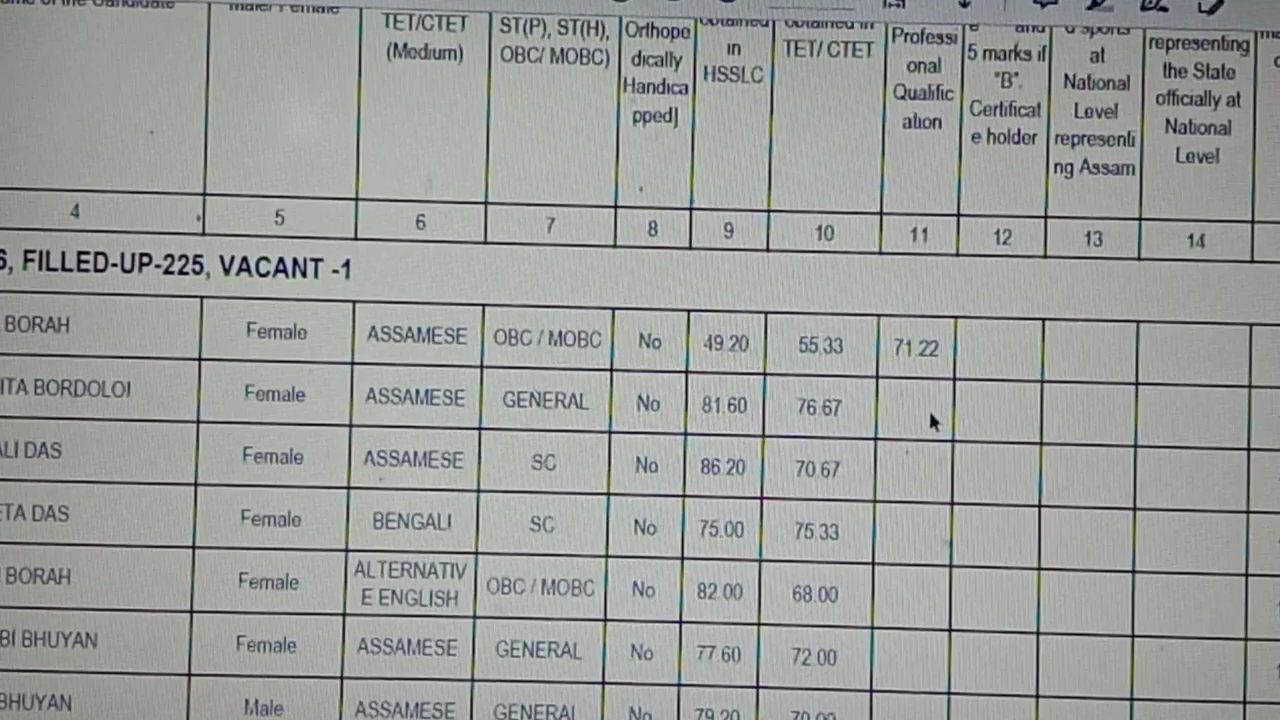 Male/ Female
TET/CTET
(Medium)
ST(P), ST(H),
OBC/ MOBC)
Orthope
dically
Handica
pped]
obtained
in
HSSLC
obtained in
TET/ CTET
Professi
onal
Qualific
ation
and
5 marks if
"B".
Certificat
e holder
at
National
Level
representi
ng Assam
representing
the State
officially at
National
Level
4 5 6 7 8 9 10 11 12 13 14
6, FILLED-UP-225, VACANT -1
BORAH Female ASSAMESE OBC / MOBC No 49.20 55.33 71.22
ITA BORDOLOI Female ASSAMESE GENERAL No 81.60 76.67
ALI DAS Female ASSAMESE SC No 86.20 70.67
ETA DAS Female BENGALI SC No 75.00 75.33
BORAH Female ALTERNATIV OBC / MOBC No 82.00 68.00
E ENGLISH
BI BHUYAN Female ASSAMESE GENERAL No 77.60 72.00
BHUYAN Male ASSAMESE GENERAL No 79.20